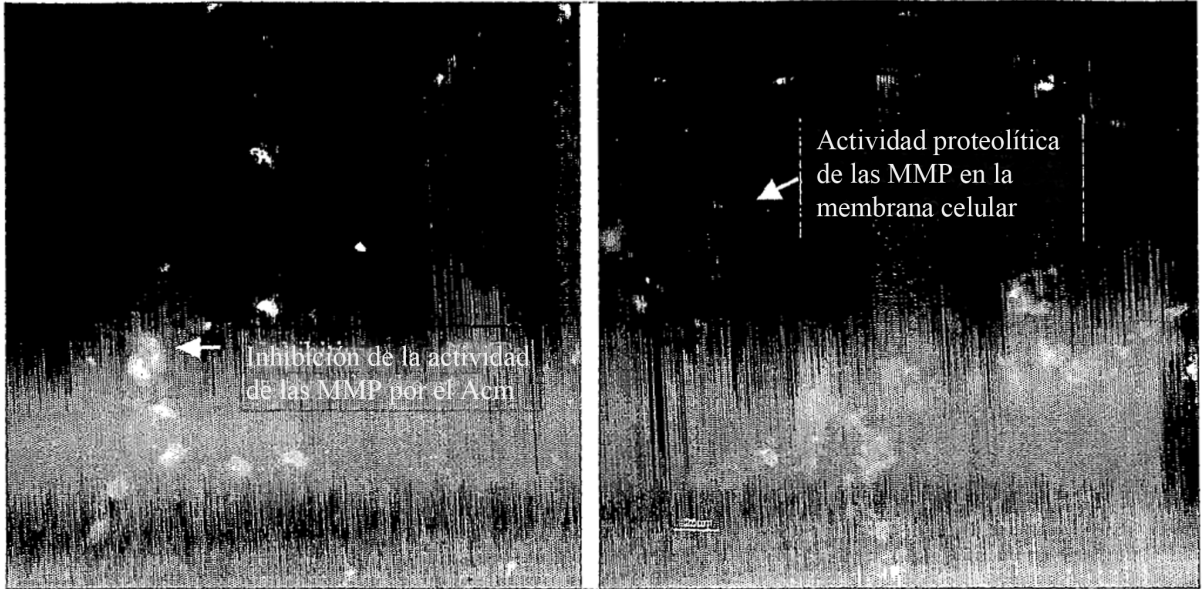 Inhibición de la actividad
de las MMP por el Acm
Actividad proteolítica
de las MMP en la
membrana celular
20μm